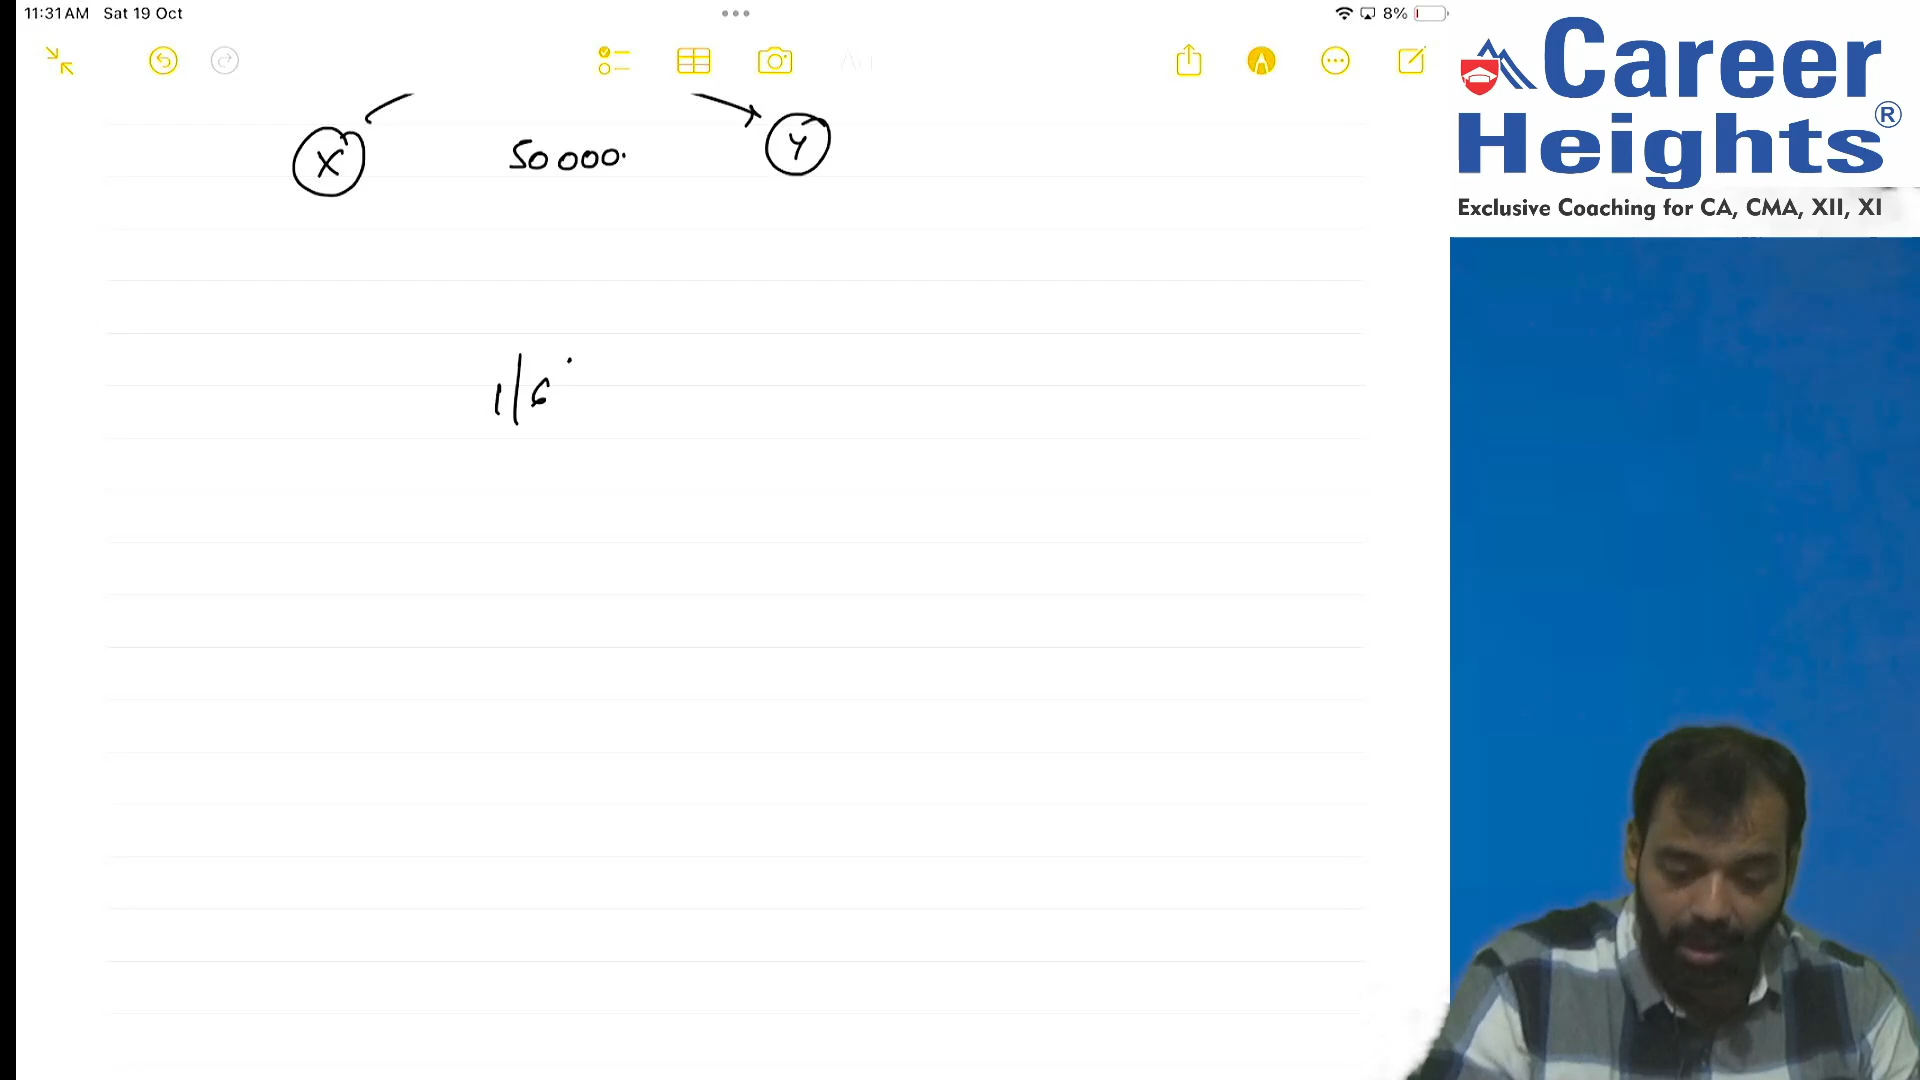 11:31 AM Sat 19 Oct
8%
Career
Heights®
Exclusive Coaching for CA, CMA, XII, XI
X 50000. Y
1/6